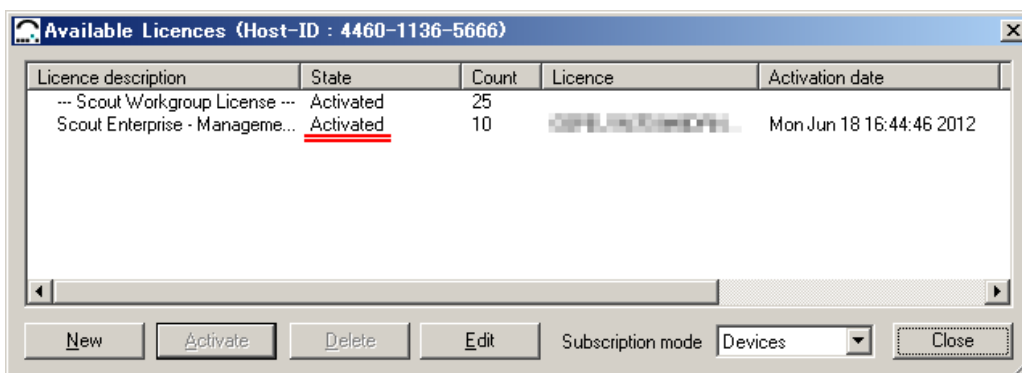 Available Licences (Host-ID : 4460-1136-5666)
Licence description State Count Licence Activation date
--- Scout Workgroup License --- Activated 25
Scout Enterprise - Manageme... Activated 10 Mon Jun 18 16:44:46 2012
New Activate Delete Edit Subscription mode Devices Close